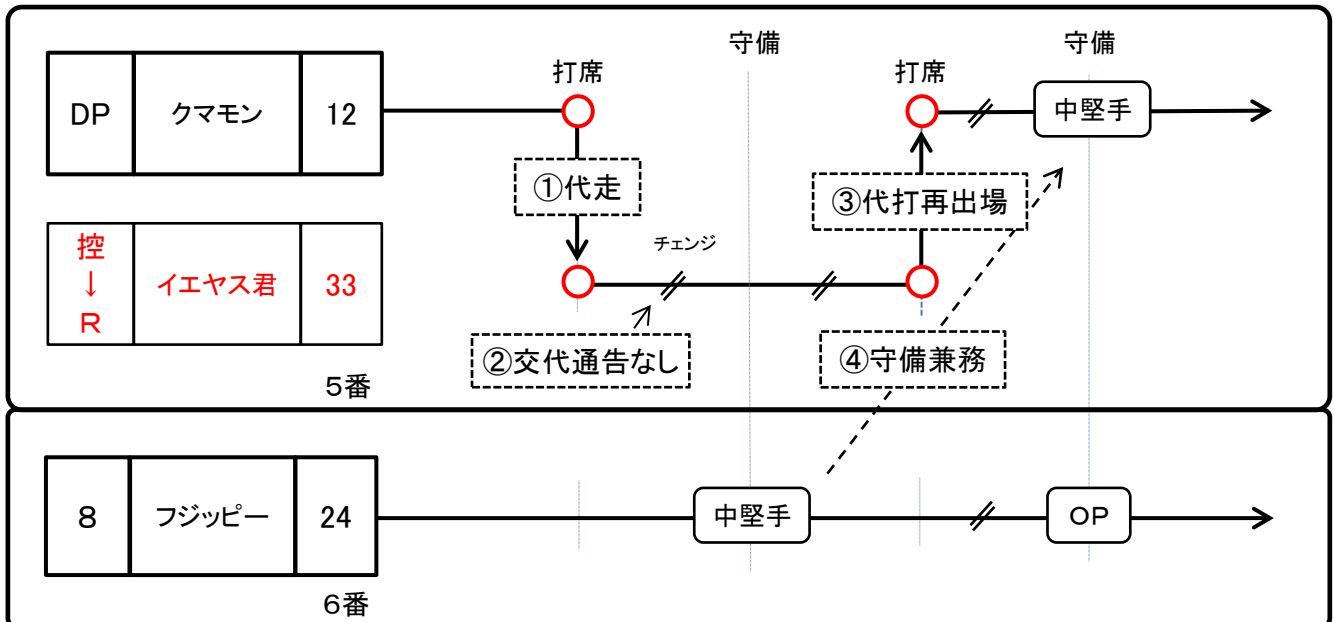 守備
守備
打席
打席
DP
クマモン
12
中堅手
①代走
③代打再出場
控
↓
R
イエヤス君
33
チェンジ
②交代通告なし
④守備兼務
5番
8
フジッピー
24
中堅手
OP
6番